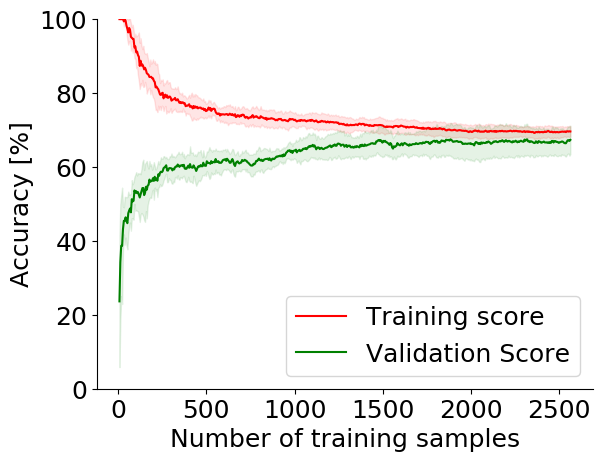 100
80
60
40
20
0
Accuracy [%]
Training score
Validation Score
0 500 1000 1500 2000 2500
Number of training samples